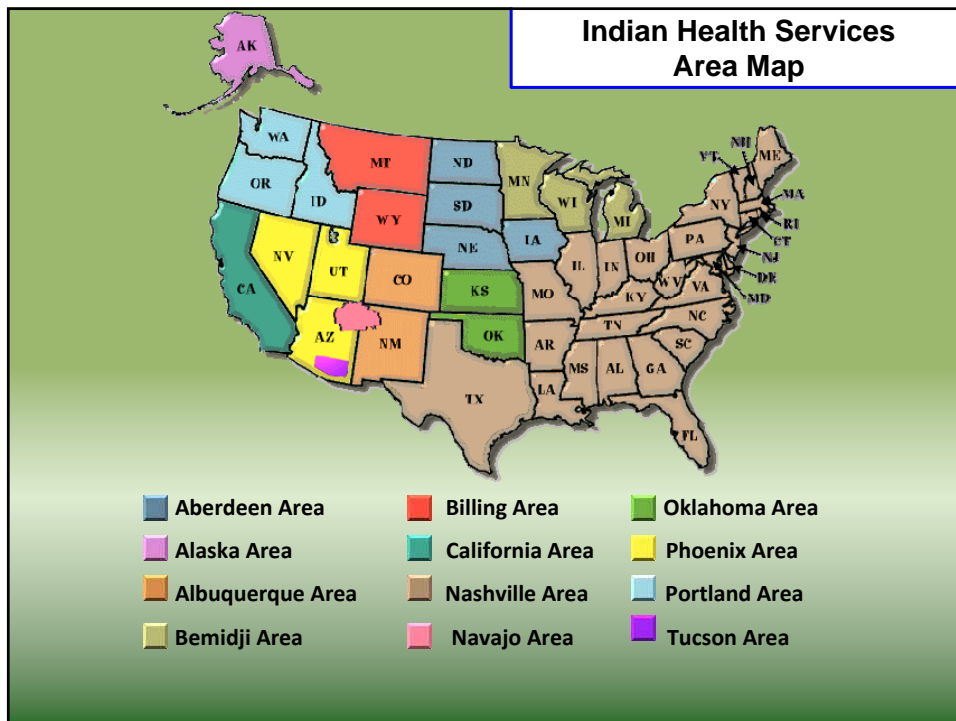 Indian Health Services
Area Map
AK
WA
OR
ID
MT
WY
ND
SD
NE
IA
MN
WI
MI
CA
NV
UT
CO
AZ
NM
KS
OK
TX
MO
AR
LA
IL
IN
OH
KY
TN
MS
AL
GA
FL
SC
NC
VA
WV
PA
NY
VT
NH
ME
MA
RI
CT
NJ
DE
MD
Aberdeen Area
Billing Area
Oklahoma Area
Alaska Area
California Area
Phoenix Area
Albuquerque Area
Nashville Area
Portland Area
Bemidji Area
Navajo Area
Tucson Area